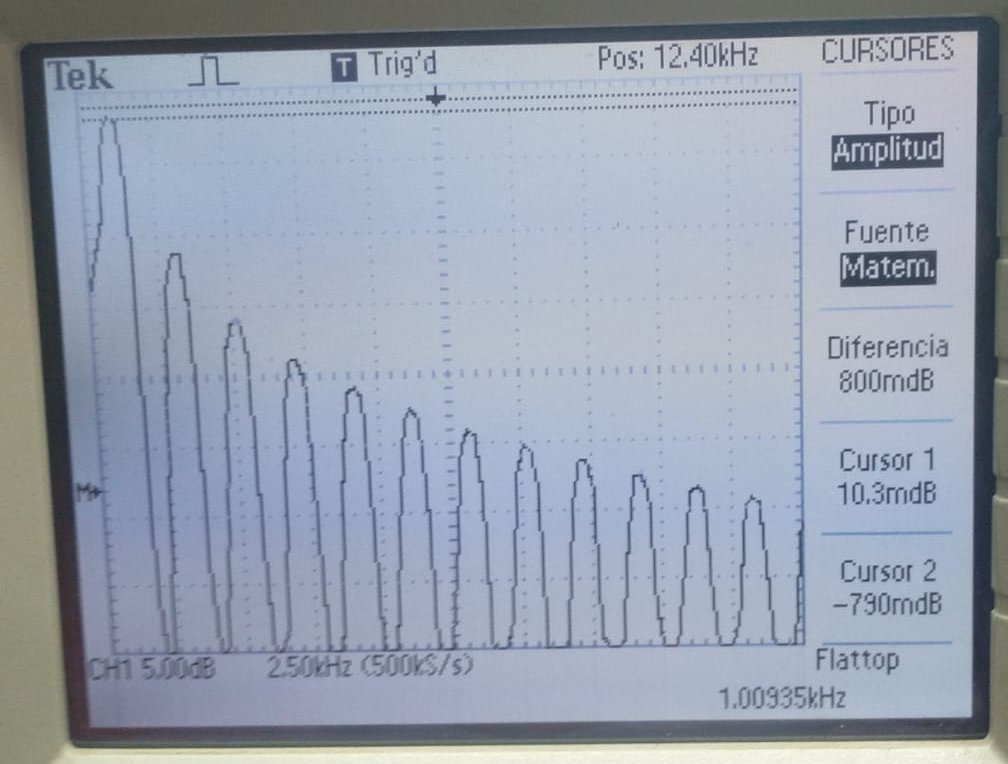 Tek T Trig'd Pos: 12.40kHz CURSORES
Tipo
Amplitud
Fuente
Matem.
Diferencia
800mdB
M
Cursor 1
10.3mdB
Cursor 2
-790mdB
CH1 5.00dB 2.50kHz (500kS/s) Flattop
1.00935kHz